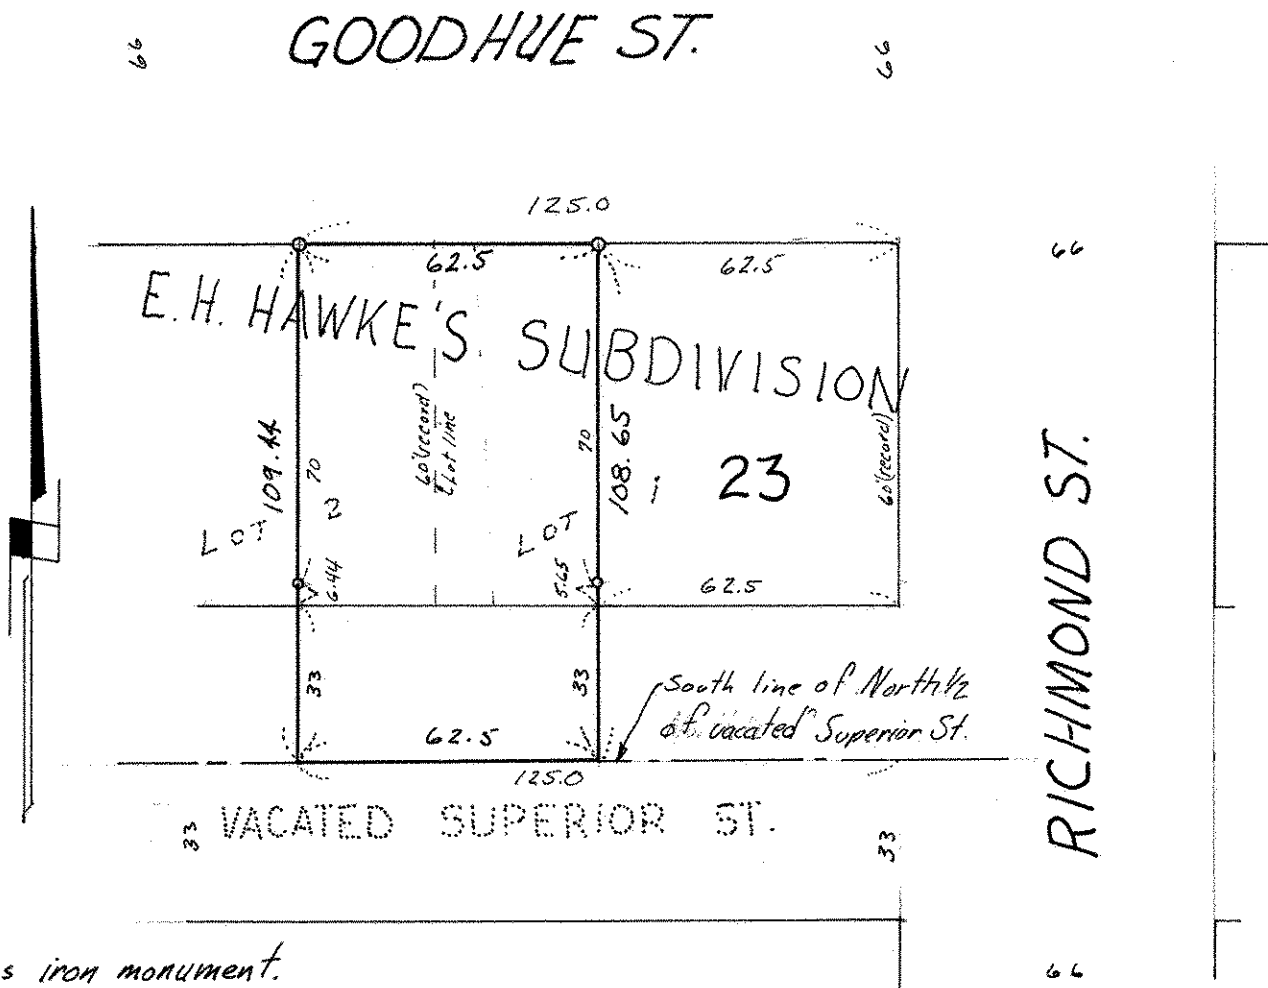 GOODHUE ST.
66
66
125.0
62.5
62.5
66
E.H. HAWKE'S SUBDIVISION
109.44
70
60'(record)
Lot line
70
108.65
60'(record)
LOT 2
LOT 1
23
6.44
5.65
62.5
RICHMOND ST.
33
33
South line of North 1/2
of vacated Superior St.
62.5
125.0
VACATED SUPERIOR ST.
33
33
s iron monument.
66